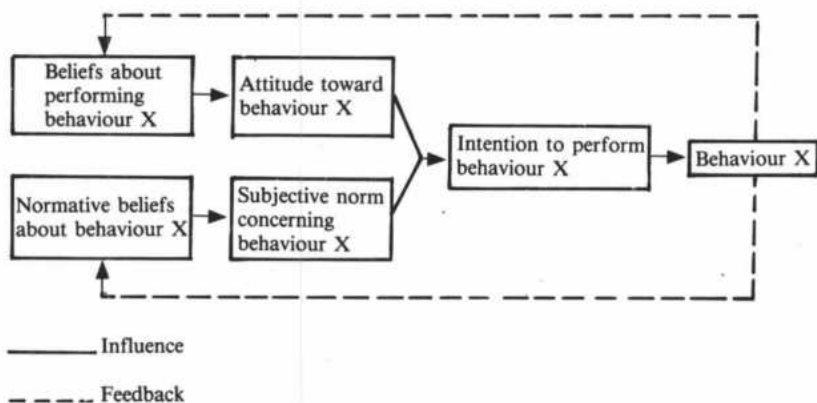 Beliefs about
performing
behaviour X
Attitude toward
behaviour X
Intention to perform
behaviour X
Behaviour X
Normative beliefs
about behaviour X
Subjective norm
concerning
behaviour X
Influence
Feedback